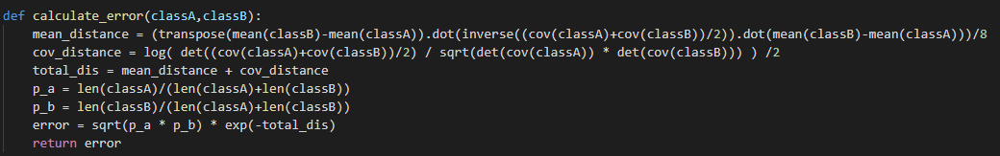 def calculate_error(classA,classB):
    mean_distance = (transpose(mean(classB)-mean(classA)).dot(inverse((cov(classA)+cov(classB))/2)).dot(mean(classB)-mean(classA)))/8
    cov_distance = log( det((cov(classA)+cov(classB))/2) / sqrt(det(cov(classA)) * det(cov(classB))) ) /2
    total_dis = mean_distance + cov_distance
    p_a = len(classA)/(len(classA)+len(classB))
    p_b = len(classB)/(len(classA)+len(classB))
    error = sqrt(p_a * p_b) * exp(-total_dis)
    return error